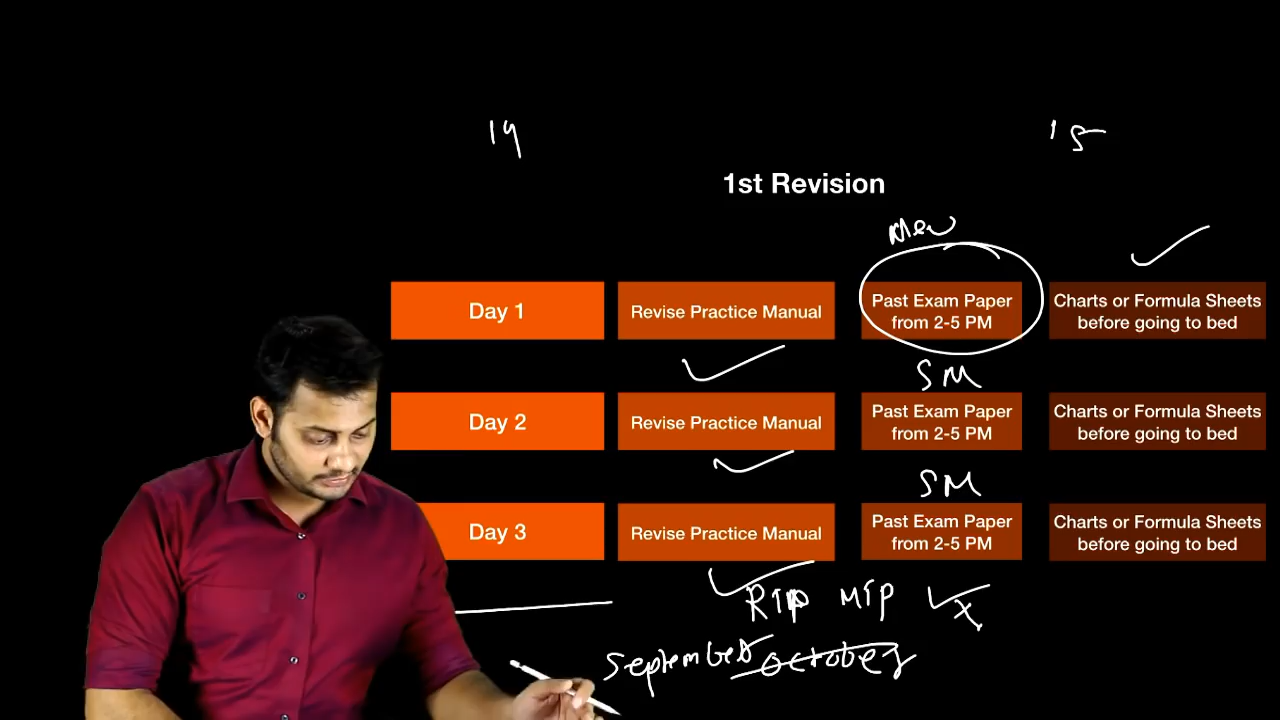 19 15
1st Revision
New
Day 1 Revise Practice Manual Past Exam Paper from 2-5 PM Charts or Formula Sheets before going to bed
SM
Day 2 Revise Practice Manual Past Exam Paper from 2-5 PM Charts or Formula Sheets before going to bed
SM
Day 3 Revise Practice Manual Past Exam Paper from 2-5 PM Charts or Formula Sheets before going to bed
RTP MTP
September october